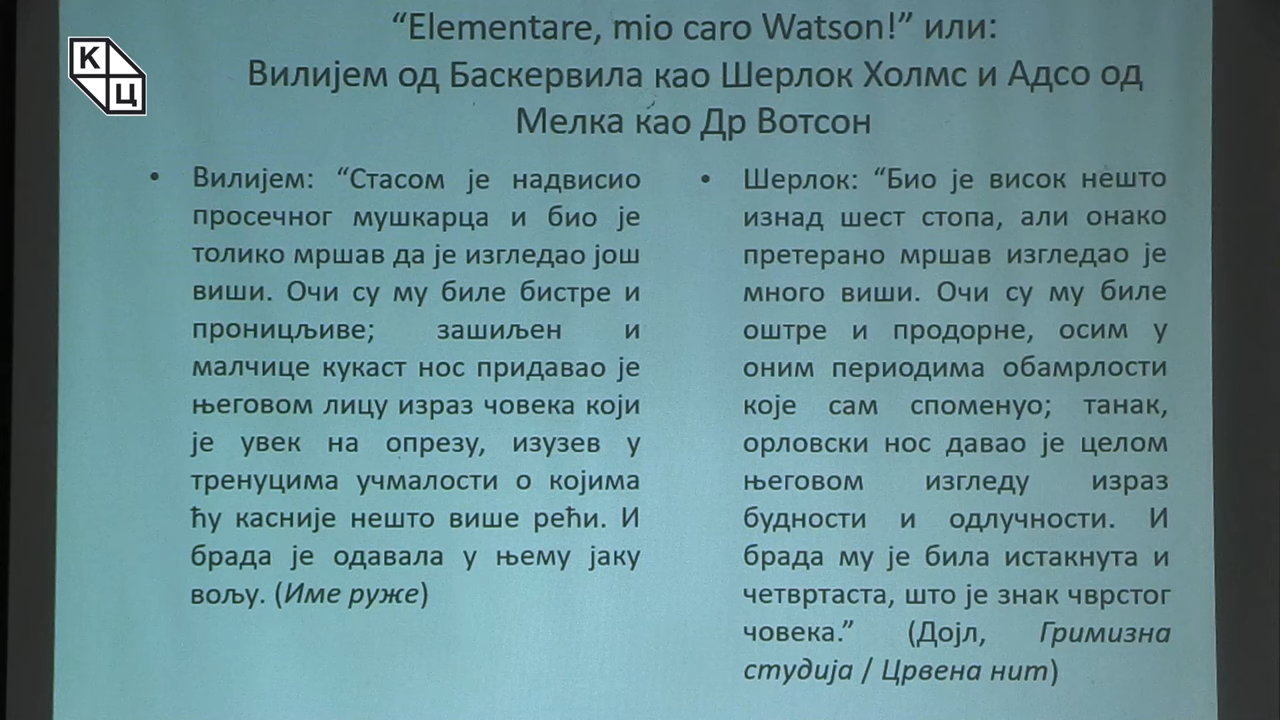 К
Ц
“Elementare, mio caro Watson!” или:
Вилијем од Баскервила као Шерлок Холмс и Адсо од
Мелка као Др Вотсон
• Вилијем: “Стасом је надвисио
просечног мушкарца и био је
толико мршав да је изгледао још
виши. Очи су му биле бистре и
проницљиве; зашиљен и
малчице кукаст нос придавао је
његовом лицу израз човека који
је увек на опрезу, изузев у
тренуцима учмалости о којима
ћу касније нешто више рећи. И
брада је одавала у њему јаку
вољу. (Име руже)
• Шерлок: “Био је висок нешто
изнад шест стопа, али онако
претерано мршав изгледао је
много виши. Очи су му биле
оштре и продорне, осим у
оним периодима обамрлости
које сам споменуо; танак,
орловски нос давао је целом
његовом изгледу израз
будности и одлучности. И
брада му је била истакнута и
четвртаста, што је знак чврстог
човека.” (Дојл, Гримизна
студија / Црвена нит)